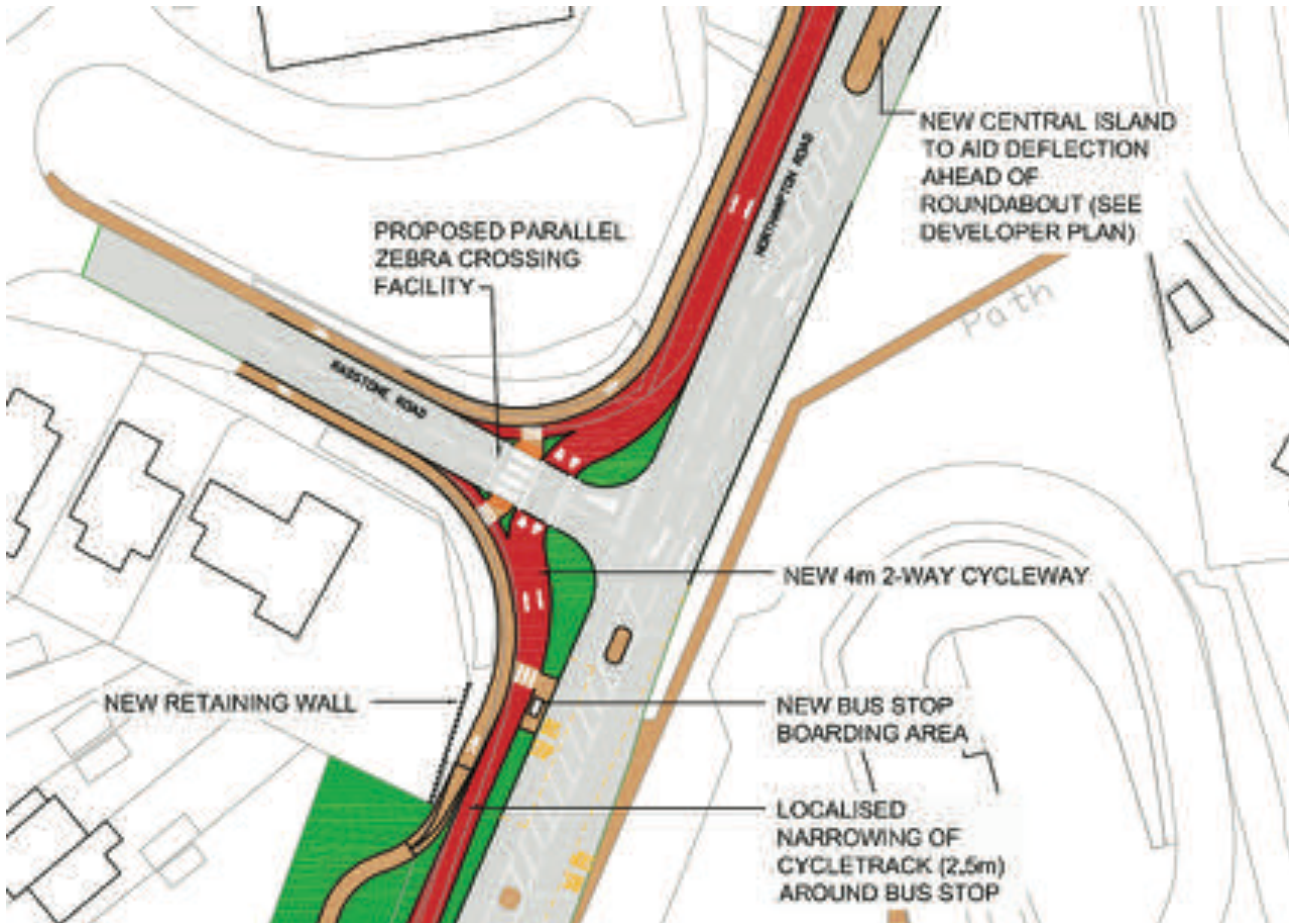 NEW CENTRAL ISLAND
TO AID DEFLECTION
AHEAD OF
ROUNDABOUT (SEE
DEVELOPER PLAN)
NORTHAMPTON ROAD
PROPOSED PARALLEL
ZEBRA CROSSING
FACILITY
Path
RADSTONE ROAD
NEW 4m 2-WAY CYCLEWAY
NEW RETAINING WALL
NEW BUS STOP
BOARDING AREA
LOCALISED
NARROWING OF
CYCLETRACK (2.5m)
AROUND BUS STOP